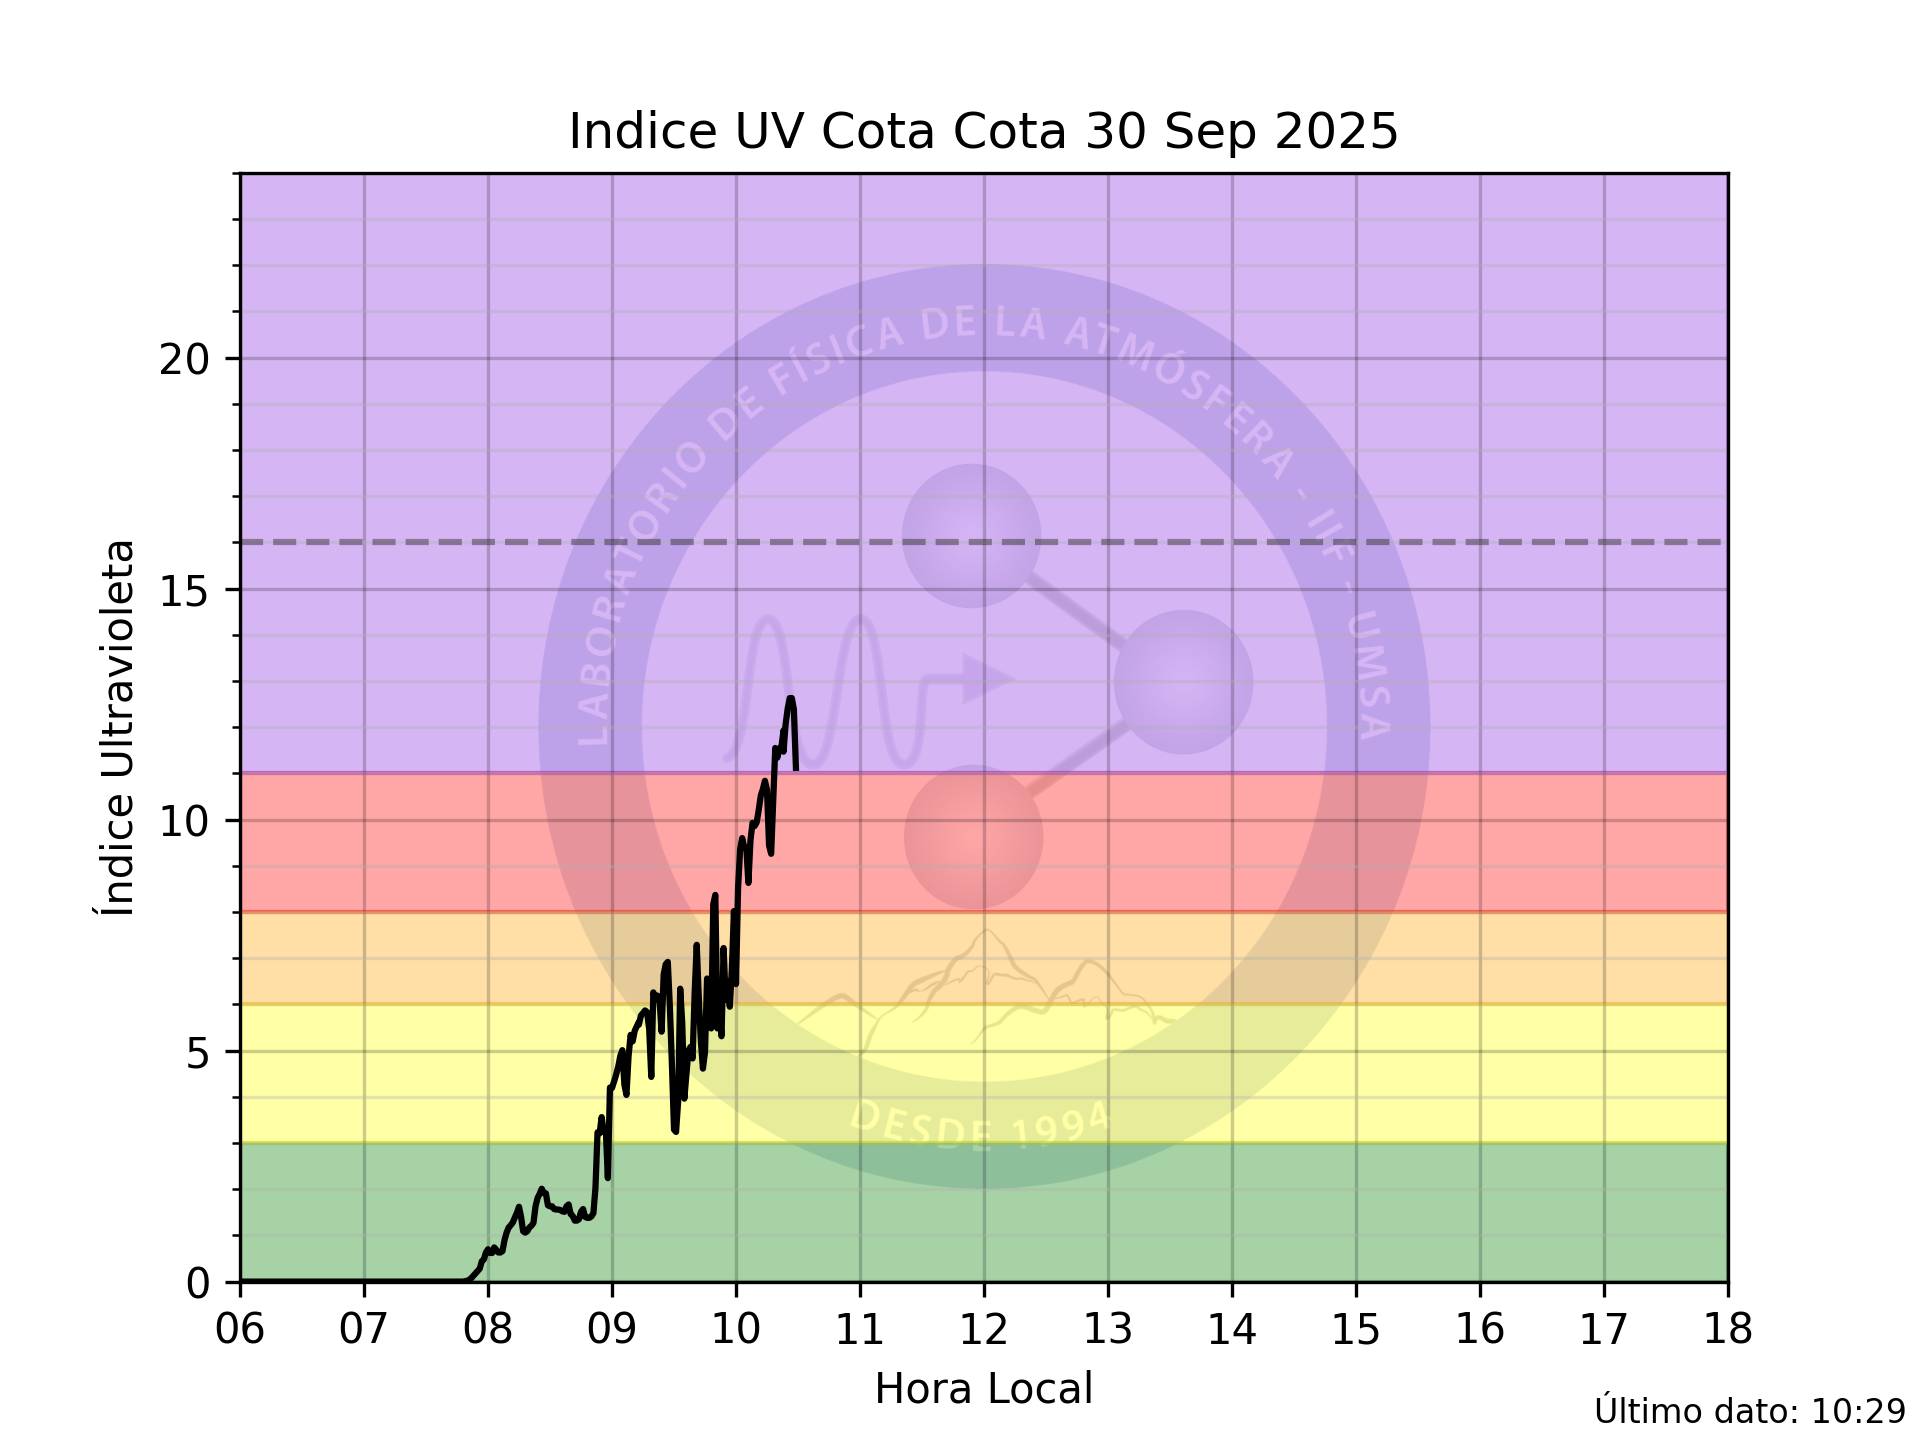 Indice UV Cota Cota 30 Sep 2025
20
15
10
5
0
Índice Ultravioleta
LABORATORIO DE FÍSICA DE LA ATMÓSFERA - IIF - UMSA
DESDE 1994
06 07 08 09 10 11 12 13 14 15 16 17 18
Hora Local
Último dato: 10:29